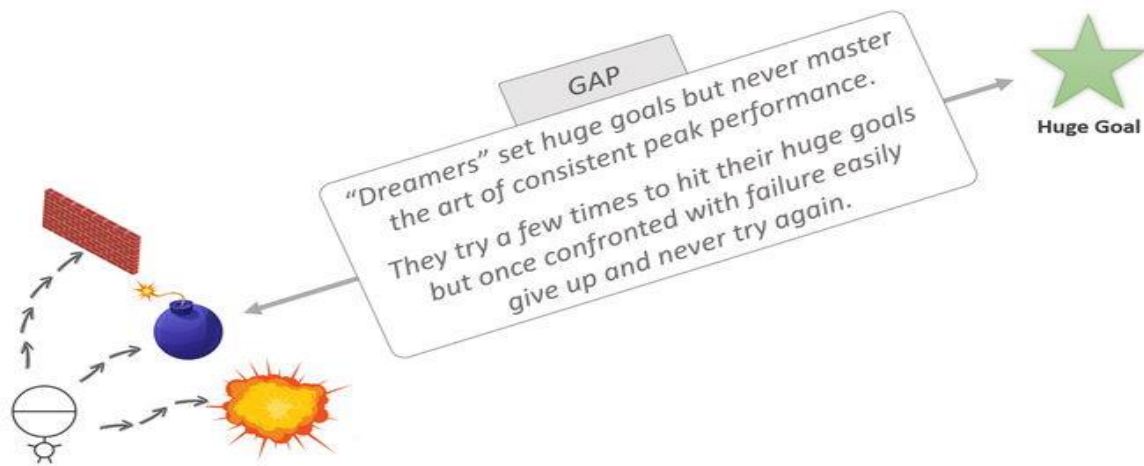 GAP
“Dreamers” set huge goals but never master
the art of consistent peak performance.
They try a few times to hit their huge goals
but once confronted with failure easily
give up and never try again.
Huge Goal